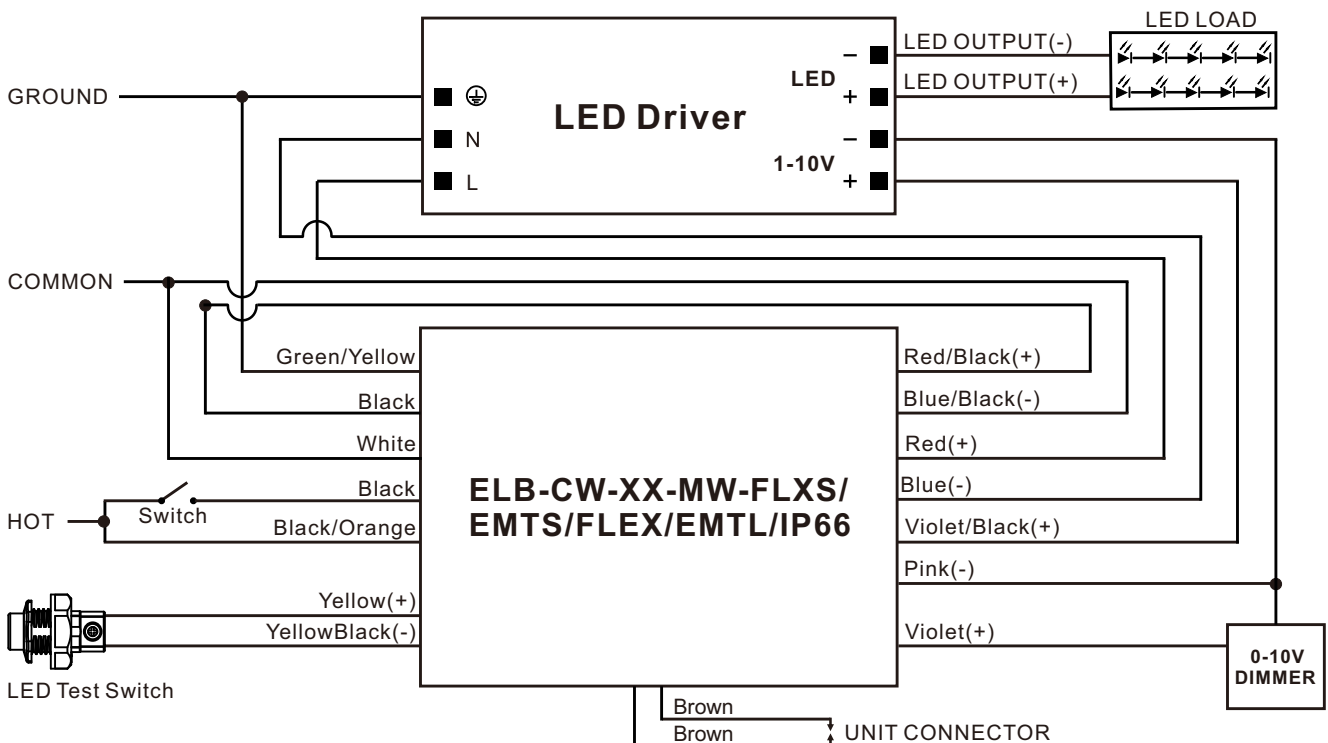 LED LOAD
LED OUTPUT(-)
LED OUTPUT(+)
GROUND
LED Driver
LED
−
+
N
L
1-10V
−
+
COMMON
Green/Yellow
Red/Black(+)
Black
Blue/Black(-)
White
Red(+)
Black
Blue(-)
Switch
HOT
Black/Orange
ELB-CW-XX-MW-FLXS/
EMTS/FLEX/EMTL/IP66
Violet/Black(+)
Pink(-)
Yellow(+)
YellowBlack(-)
Violet(+)
0-10V
DIMMER
LED Test Switch
Brown
Brown
UNIT CONNECTOR